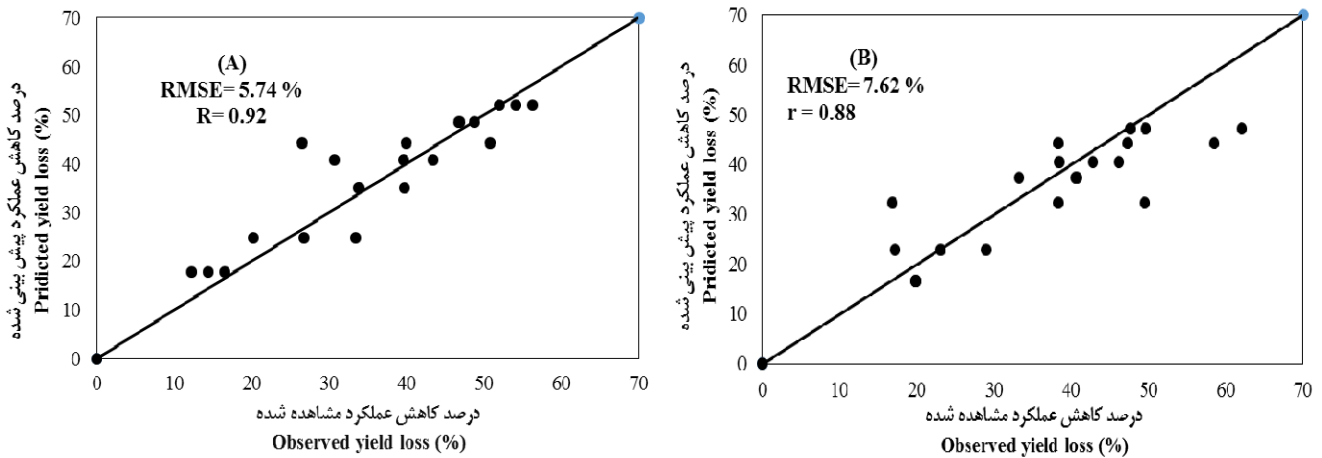 درصد کاهش عملکرد پیش بینی شده
Pridicted yield loss (%)
70
60
50
40
30
20
10
0
(A)
RMSE= 5.74 %
R= 0.92
0 10 20 30 40 50 60 70
درصد کاهش عملکرد مشاهده شده
Observed yield loss (%)
درصد کاهش عملکرد پیش بینی شده
Pridicted yield loss (%)
70
60
50
40
30
20
10
0
(B)
RMSE= 7.62 %
r = 0.88
0 10 20 30 40 50 60 70
درصد کاهش عملکرد مشاهده شده
Observed yield loss (%)